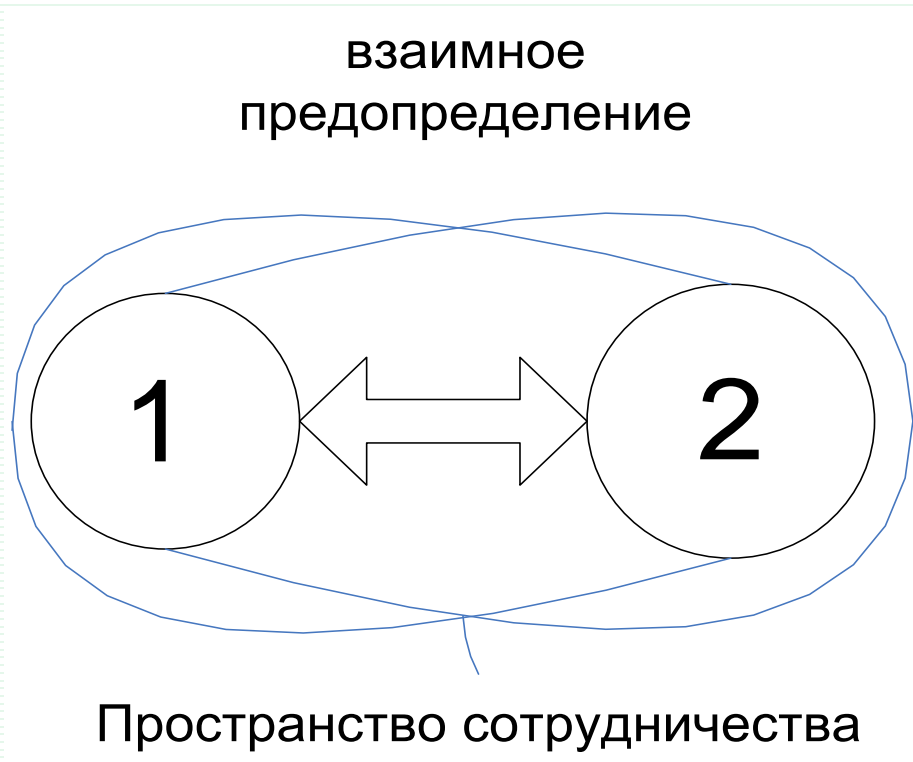 взаимное
предопределение
1
2
Пространство сотрудничества